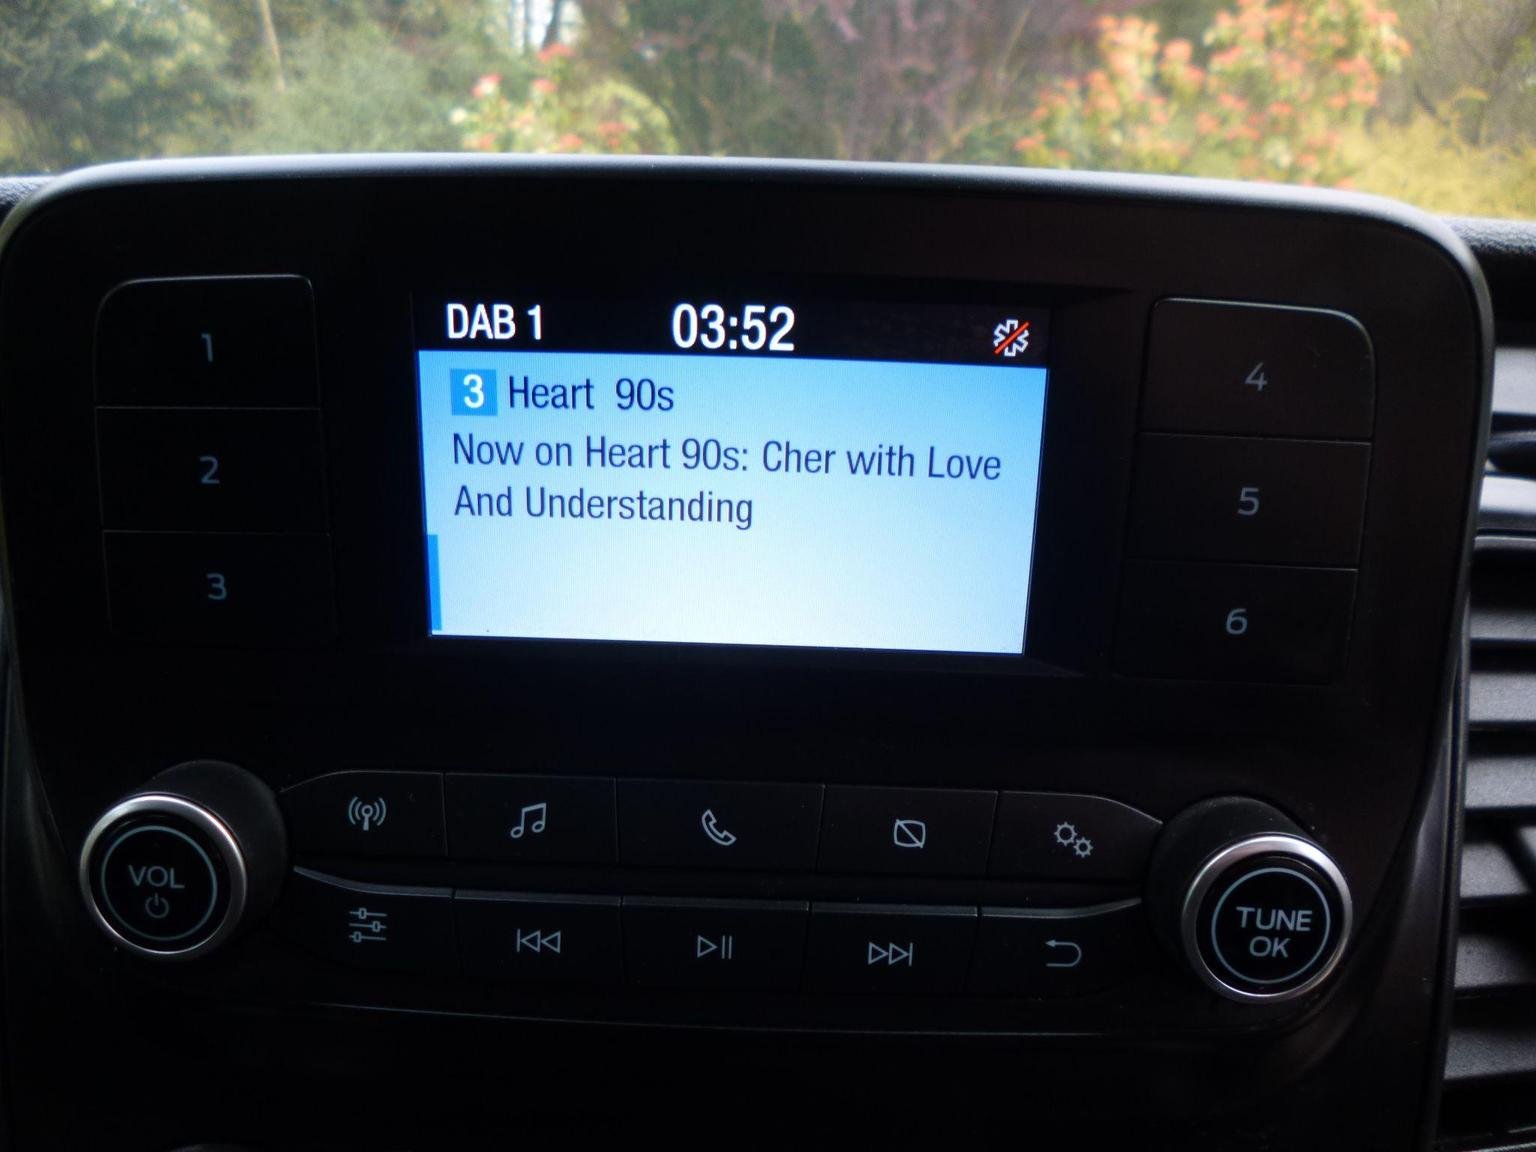 DAB 1 03:52
3 Heart 90s
Now on Heart 90s: Cher with Love
And Understanding
1
2
3
4
5
6
VOL
TUNE
OK